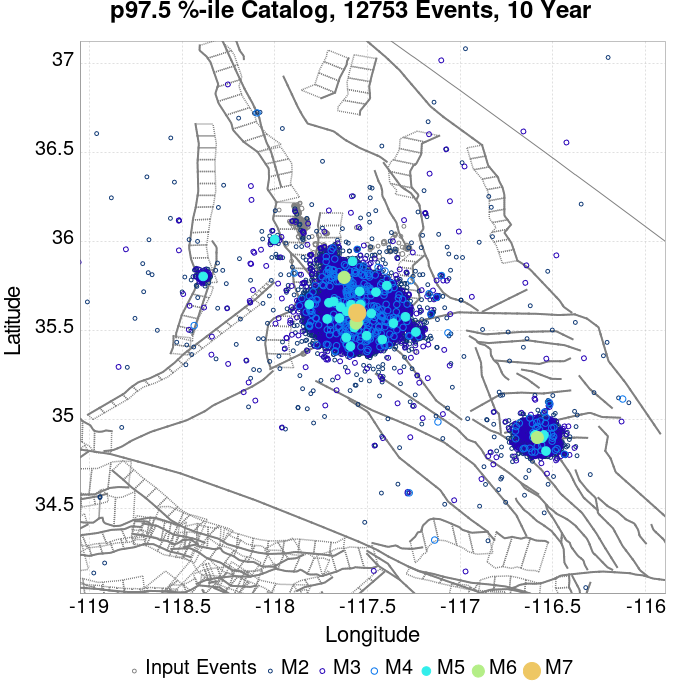 p97.5 %-ile Catalog, 12753 Events, 10 Year
37
36.5
36
35.5
35
34.5
Latitude
-119 -118.5 -118 -117.5 -117 -116.5 -116
Longitude
Input Events M2 M3 M4 M5 M6 M7